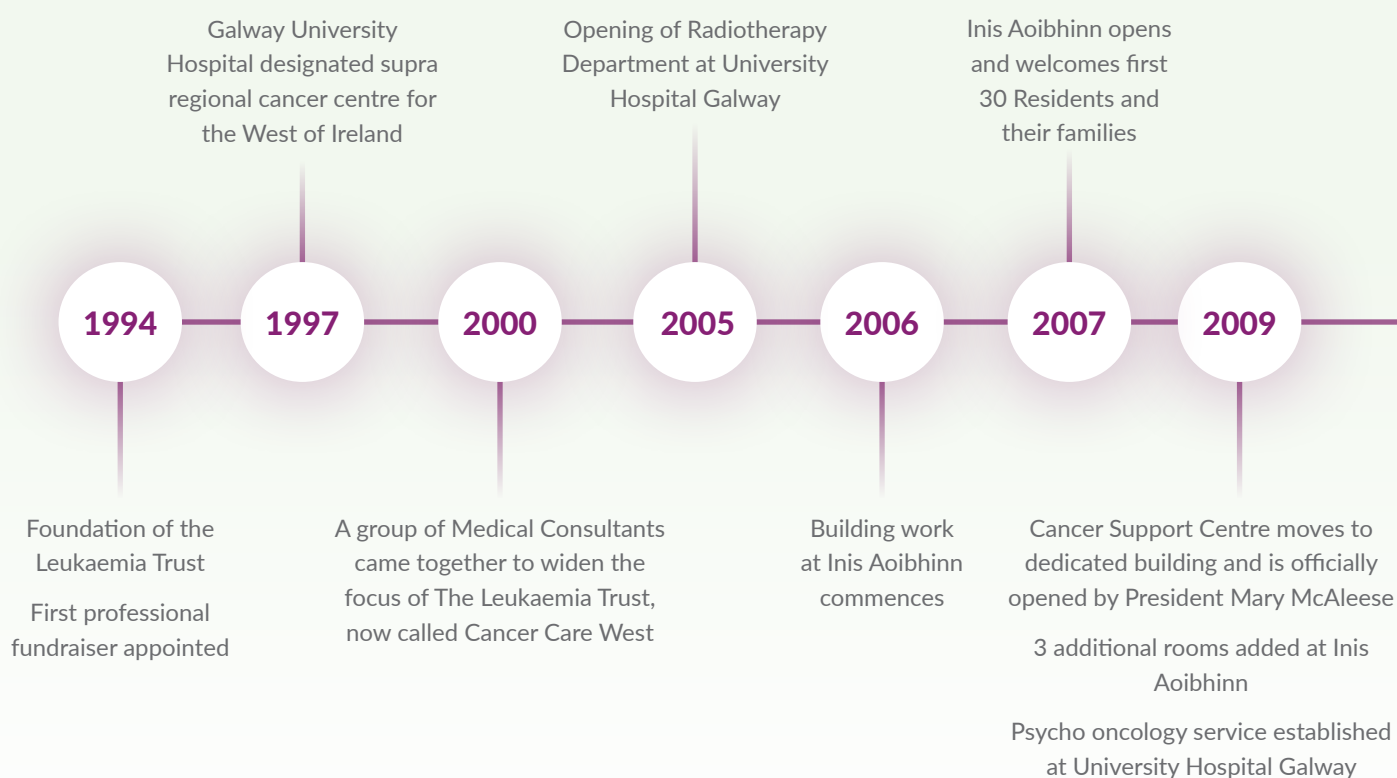 Galway University
Hospital designated supra
regional cancer centre for
the West of Ireland
Opening of Radiotherapy
Department at University
Hospital Galway
Inis Aoibhinn opens
and welcomes first
30 Residents and
their families
1994
1997
2000
2005
2006
2007
2009
Foundation of the
Leukaemia Trust
First professional
fundraiser appointed
A group of Medical Consultants
came together to widen the
focus of The Leukaemia Trust,
now called Cancer Care West
Building work
at Inis Aoibhinn
commences
Cancer Support Centre moves to
dedicated building and is officially
opened by President Mary McAleese
3 additional rooms added at Inis
Aoibhinn
Psycho oncology service established
at University Hospital Galway